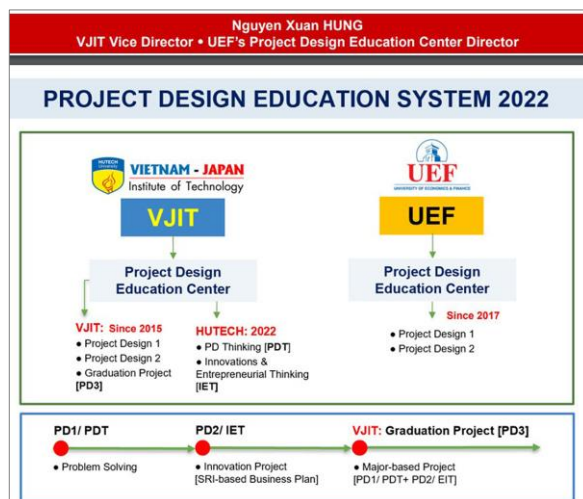 Nguyen Xuan HUNG
VJIT Vice Director • UEF's Project Design Education Center Director
PROJECT DESIGN EDUCATION SYSTEM 2022
HUTECH
University
VIETNAM - JAPAN
Institute of Technology
VJIT
Project Design
Education Center
VJIT: Since 2015
● Project Design 1
● Project Design 2
● Graduation Project
[PD3]
HUTECH: 2022
● PD Thinking [PDT]
● Innovations &
Entrepreneurial Thinking
[IET]
UEF
UNIVERSITY OF ECONOMICS & FINANCE
UEF
Project Design
Education Center
Since 2017
● Project Design 1
● Project Design 2
PD1/ PDT
● Problem Solving
PD2/ IET
● Innovation Project
[SRI-based Business Plan]
VJIT: Graduation Project [PD3]
● Major-based Project
[PD1/ PDT+ PD2/ EIT]